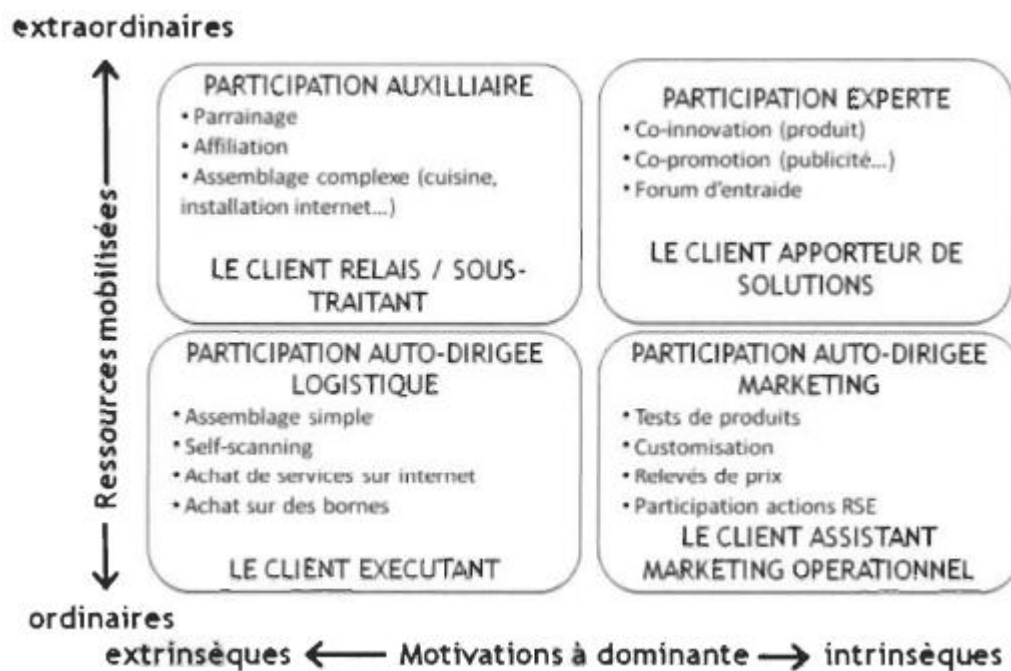 extraordinaires
Ressources mobilisées
PARTICIPATION AUXILLIAIRE
• Parrainage
• Affiliation
• Assemblage complexe (cuisine,
installation internet...)
LE CLIENT RELAIS / SOUS-
TRAITANT
PARTICIPATION EXPERTE
• Co-innovation (produit)
• Co-promotion (publicité...)
• Forum d'entraide
LE CLIENT APPORTEUR DE
SOLUTIONS
PARTICIPATION AUTO-DIRIGEE
LOGISTIQUE
• Assemblage simple
• Self-scanning
• Achat de services sur internet
• Achat sur des bornes
LE CLIENT EXECUTANT
PARTICIPATION AUTO-DIRIGEE
MARKETING
• Tests de produits
• Customisation
• Relevés de prix
• Participation actions RSE
LE CLIENT ASSISTANT
MARKETING OPERATIONNEL
ordinaires
extrinsèques ← Motivations à dominante → intrinsèques